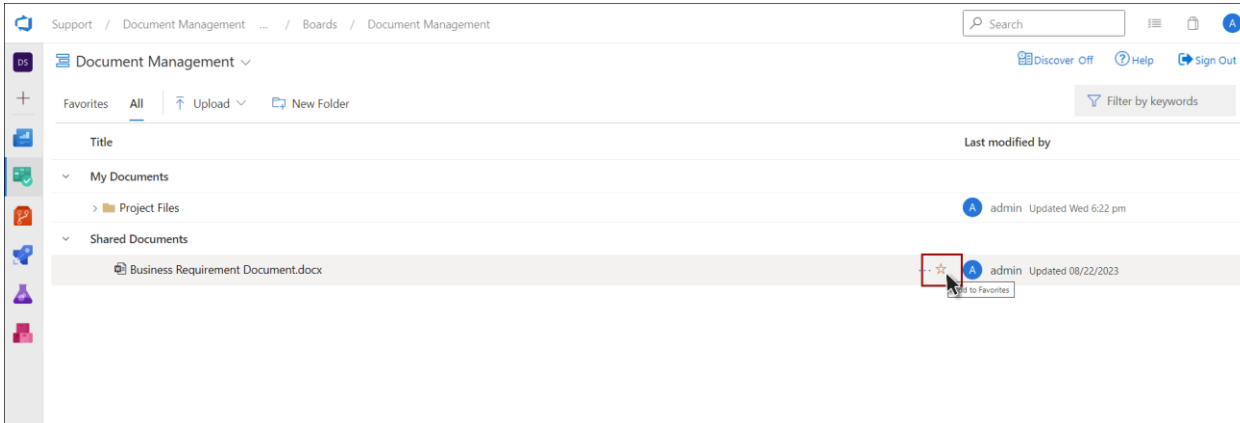 Support / Document Management ... / Boards / Document Management
Search
A
DS
Document Management
Discover Off
Help
Sign Out
Favorites
All
Upload
New Folder
Filter by keywords
Title
Last modified by
My Documents
Project Files
A admin Updated Wed 6:22 pm
Shared Documents
Business Requirement Document.docx
A admin Updated 08/22/2023
to Favorites